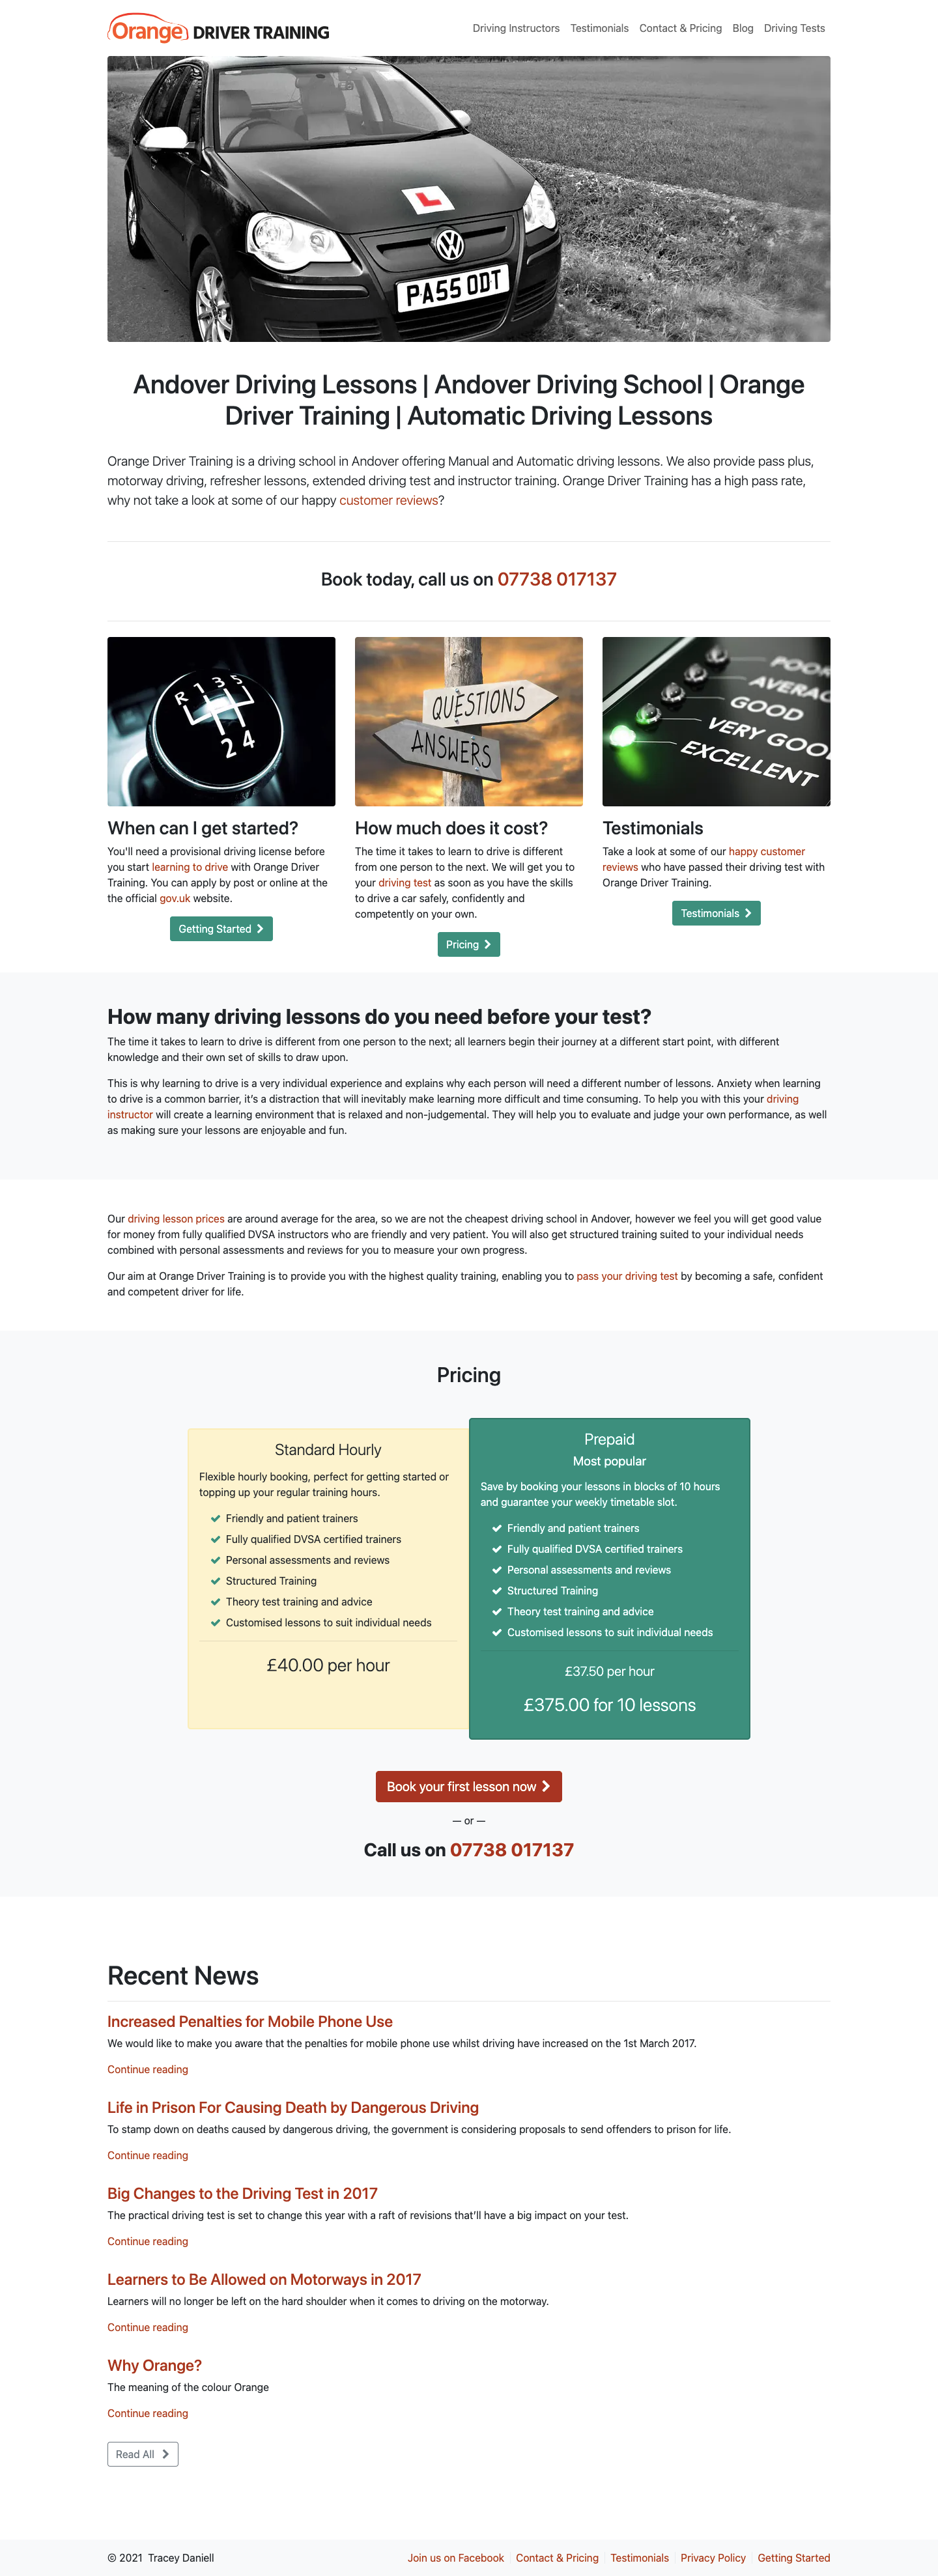 Orange DRIVER TRAINING
Driving Instructors Testimonials Contact & Pricing Blog Driving Tests
L
PA55 ODT
Andover Driving Lessons | Andover Driving School | Orange
Driver Training | Automatic Driving Lessons
Orange Driver Training is a driving school in Andover offering Manual and Automatic driving lessons. We also provide pass plus,
motorway driving, refresher lessons, extended driving test and instructor training. Orange Driver Training has a high pass rate,
why not take a look at some of our happy customer reviews?
Book today, call us on 07738 017137
R 1 3 5
2 4
QUESTIONS
ANSWERS
POOR
AVERAG
GOOD
VERY GOOD
EXCELLENT
When can I get started?
You'll need a provisional driving license before
you start learning to drive with Orange Driver
Training. You can apply by post or online at the
the official gov.uk website.
Getting Started
How much does it cost?
The time it takes to learn to drive is different
from one person to the next. We will get you to
your driving test as soon as you have the skills
to drive a car safely, confidently and
competently on your own.
Pricing
Testimonials
Take a look at some of our happy customer
reviews who have passed their driving test with
Orange Driver Training.
Testimonials
How many driving lessons do you need before your test?
The time it takes to learn to drive is different from one person to the next; all learners begin their journey at a different start point, with different
knowledge and their own set of skills to draw upon.
This is why learning to drive is a very individual experience and explains why each person will need a different number of lessons. Anxiety when learning
to drive is a common barrier, it's a distraction that will inevitably make learning more difficult and time consuming. To help you with this your driving
instructor will create a learning environment that is relaxed and non-judgemental. They will help you to evaluate and judge your own performance, as well
as making sure your lessons are enjoyable and fun.
Our driving lesson prices are around average for the area, so we are not the cheapest driving school in Andover, however we feel you will get good value
for money from fully qualified DVSA instructors who are friendly and very patient. You will also get structured training suited to your individual needs
combined with personal assessments and reviews for you to measure your own progress.
Our aim at Orange Driver Training is to provide you with the highest quality training, enabling you to pass your driving test by becoming a safe, confident
and competent driver for life.
Pricing
Standard Hourly
Flexible hourly booking, perfect for getting started or
topping up your regular training hours.
Friendly and patient trainers
Fully qualified DVSA certified trainers
Personal assessments and reviews
Structured Training
Theory test training and advice
Customised lessons to suit individual needs
£40.00 per hour
Prepaid
Most popular
Save by booking your lessons in blocks of 10 hours
and guarantee your weekly timetable slot.
Friendly and patient trainers
Fully qualified DVSA certified trainers
Personal assessments and reviews
Structured Training
Theory test training and advice
Customised lessons to suit individual needs
£37.50 per hour
£375.00 for 10 lessons
Book your first lesson now
— or —
Call us on 07738 017137
Recent News
Increased Penalties for Mobile Phone Use
We would like to make you aware that the penalties for mobile phone use whilst driving have increased on the 1st March 2017.
Continue reading
Life in Prison For Causing Death by Dangerous Driving
To stamp down on deaths caused by dangerous driving, the government is considering proposals to send offenders to prison for life.
Continue reading
Big Changes to the Driving Test in 2017
The practical driving test is set to change this year with a raft of revisions that'll have a big impact on your test.
Continue reading
Learners to Be Allowed on Motorways in 2017
Learners will no longer be left on the hard shoulder when it comes to driving on the motorway.
Continue reading
Why Orange?
The meaning of the colour Orange
Continue reading
Read All
© 2021 Tracey Daniell
Join us on Facebook Contact & Pricing Testimonials Privacy Policy Getting Started